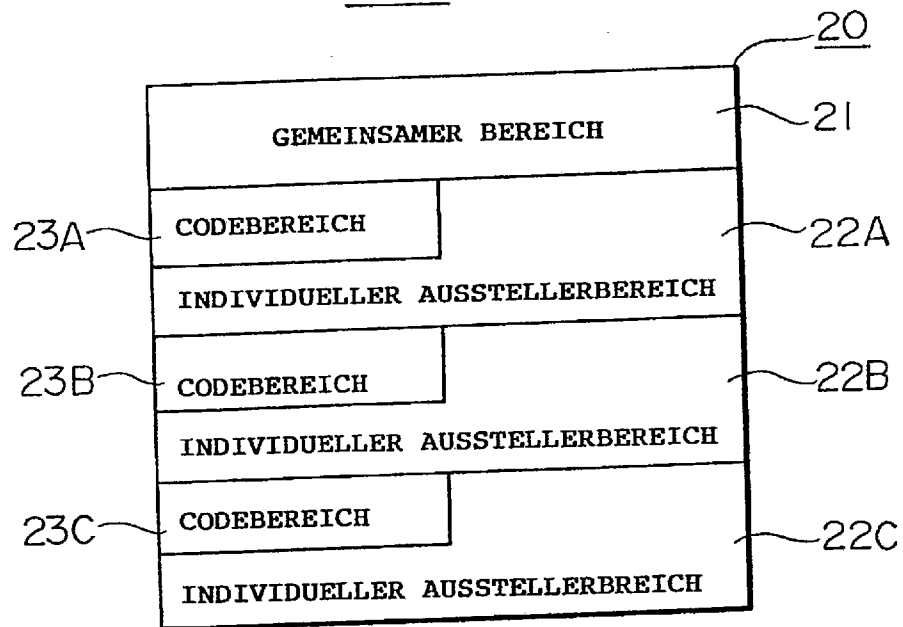 20
GEMEINSAMER BEREICH
21
23A
CODEBEREICH
22A
INDIVIDUELLER AUSSTELLERBEREICH
23B
CODEBEREICH
22B
INDIVIDUELLER AUSSTELLERBEREICH
23C
CODEBEREICH
22C
INDIVIDUELLER AUSSTELLERBREICH